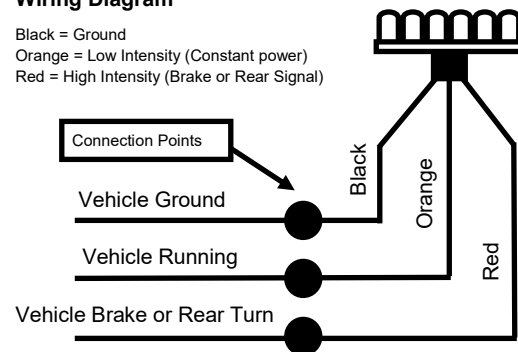 Wiring Diagram
Black = Ground
Orange = Low Intensity (Constant power)
Red = High Intensity (Brake or Rear Signal)
Connection Points
Vehicle Ground
Vehicle Running
Vehicle Brake or Rear Turn
Black
Orange
Red